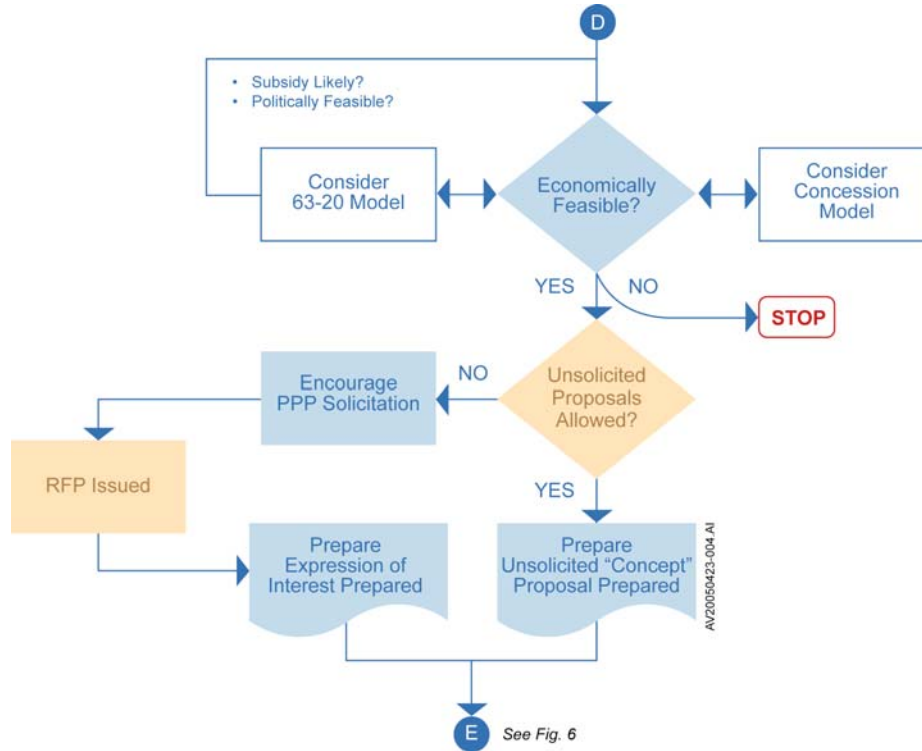 D
• Subsidy Likely?
• Politically Feasible?
Consider
63-20 Model
Economically
Feasible?
Consider
Concession
Model
YES
NO
STOP
Encourage
PPP Solicitation
NO
Unsolicited
Proposals
Allowed?
RFP Issued
YES
Prepare
Expression of
Interest Prepared
Prepare
Unsolicited “Concept”
Proposal Prepared
AV20050423-004.AI
E
See Fig. 6